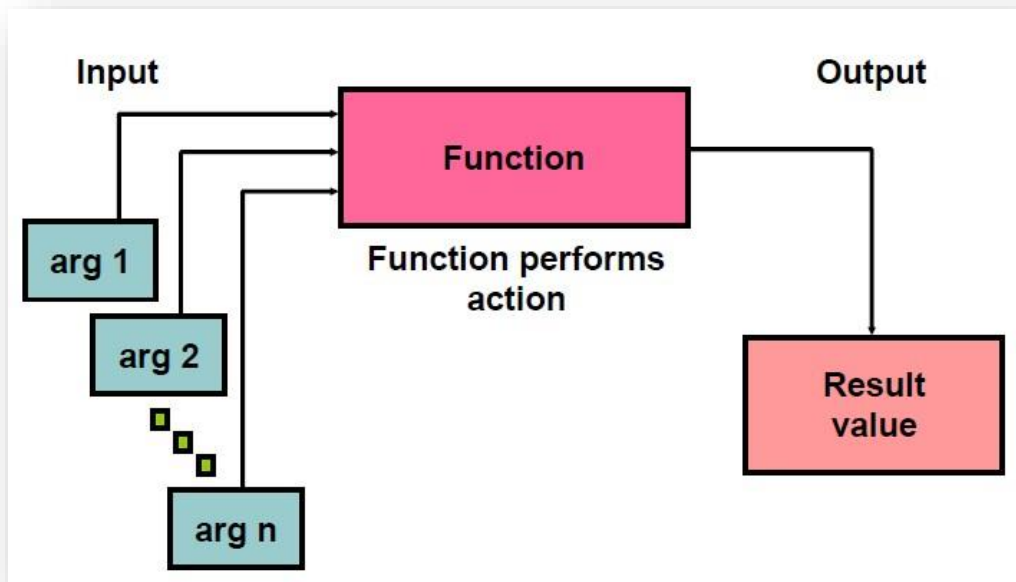 Input
Output
Function
Function performs
action
arg 1
arg 2
arg n
Result
value